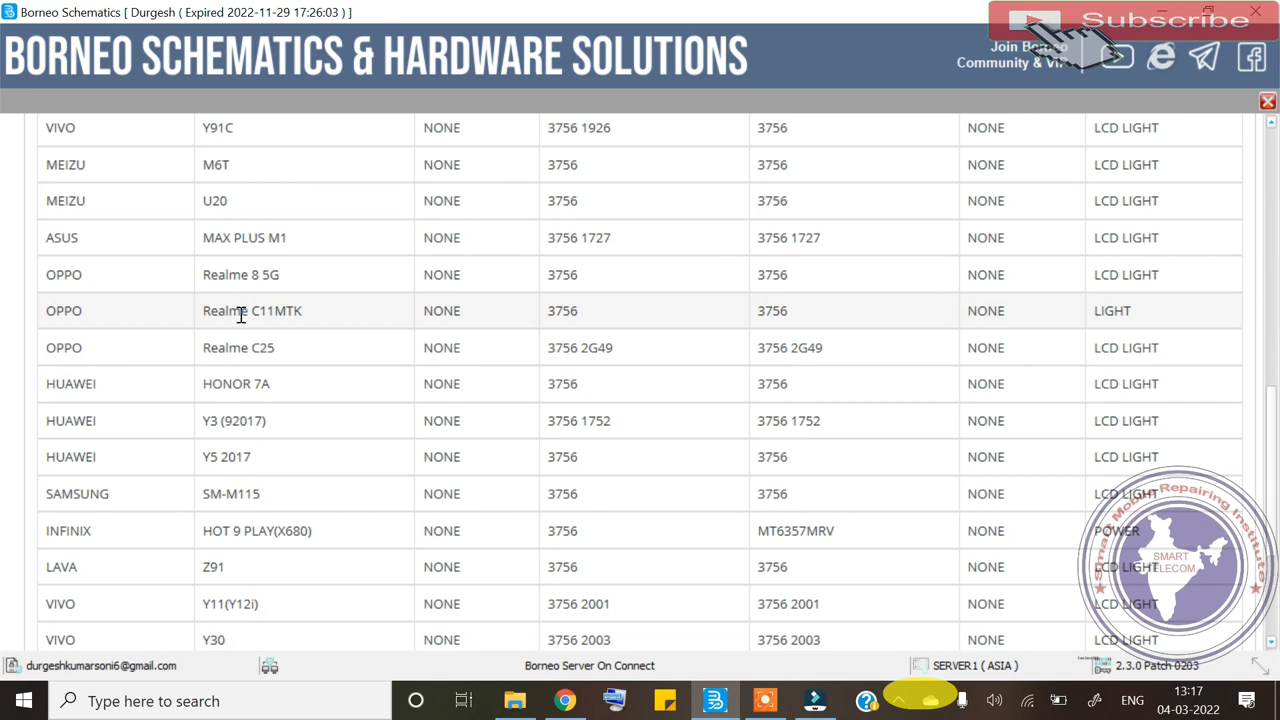 Borneo Schematics [ Durgesh ( Expired 2022-11-29 17:26:03 ) ]
Subscribe
BORNEO SCHEMATICS & HARDWARE SOLUTIONS
Join Borneo
Community & VIP
VIVO Y91C NONE 3756 1926 3756 NONE LCD LIGHT
MEIZU M6T NONE 3756 3756 NONE LCD LIGHT
MEIZU U20 NONE 3756 3756 NONE LCD LIGHT
ASUS MAX PLUS M1 NONE 3756 1727 3756 1727 NONE LCD LIGHT
OPPO Realme 8 5G NONE 3756 3756 NONE LCD LIGHT
OPPO Realme C11MTK NONE 3756 3756 NONE LIGHT
OPPO Realme C25 NONE 3756 2G49 3756 2G49 NONE LCD LIGHT
HUAWEI HONOR 7A NONE 3756 3756 NONE LCD LIGHT
HUAWEI Y3 (92017) NONE 3756 1752 3756 1752 NONE LCD LIGHT
HUAWEI Y5 2017 NONE 3756 3756 NONE LCD LIGHT
SAMSUNG SM-M115 NONE 3756 3756 NONE LCD LIGHT
INFINIX HOT 9 PLAY(X680) NONE 3756 MT6357MRV NONE POWER
LAVA Z91 NONE 3756 3756 NONE LCD LIGHT
VIVO Y11(Y12i) NONE 3756 2001 3756 2001 NONE LCD LIGHT
VIVO Y30 NONE 3756 2003 3756 2003 NONE LCD LIGHT
Smart Mobile Repairing Institute
SMART
TELECOM
durgeshkumarsoni6@gmail.com Borneo Server On Connect SERVER1 ( ASIA ) 2.3.0 Patch 0203
Type here to search
ENG
13:17
04-03-2022